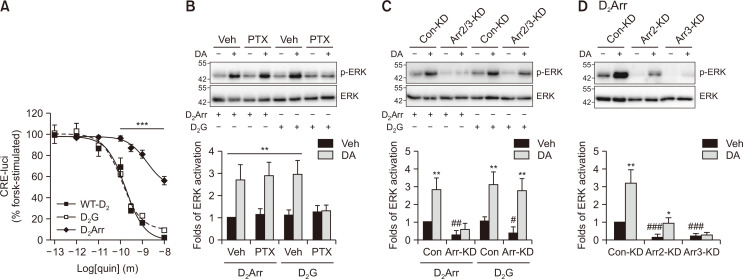 A
CRE-luci
(% forsk-stimulated)
120
100
80
60
40
20
0
***
WT-D2
D2G
D2Arr
−13 −12 −11 −10 −9 −8
Log[quin] (m)
B
Veh PTX Veh PTX
DA − + − + − + − +
55
42
p-ERK
55
42
ERK
D2Arr + + + +
D2G + + + +
Folds of ERK activation
6
5
4
3
2
1
0
Veh
DA
**
Veh PTX Veh PTX
D2Arr D2G
C
Con-KD Arr2/3-KD Con-KD Arr2/3-KD
DA − + − + − + − +
55
42
p-ERK
55
42
ERK
D2Arr + + + +
D2G + + + +
Folds of ERK activation
6
5
4
3
2
1
0
Veh
DA
** ## ** # **
Con Arr-KD Con Arr-KD
D2Arr D2G
D D2Arr
Con-KD Arr2-KD Arr3-KD
DA − + − + − +
55
42
p-ERK
55
42
ERK
Folds of ERK activation
6
5
4
3
2
1
0
Veh
DA
** ### * ###
Con-KD Arr2-KD Arr3-KD